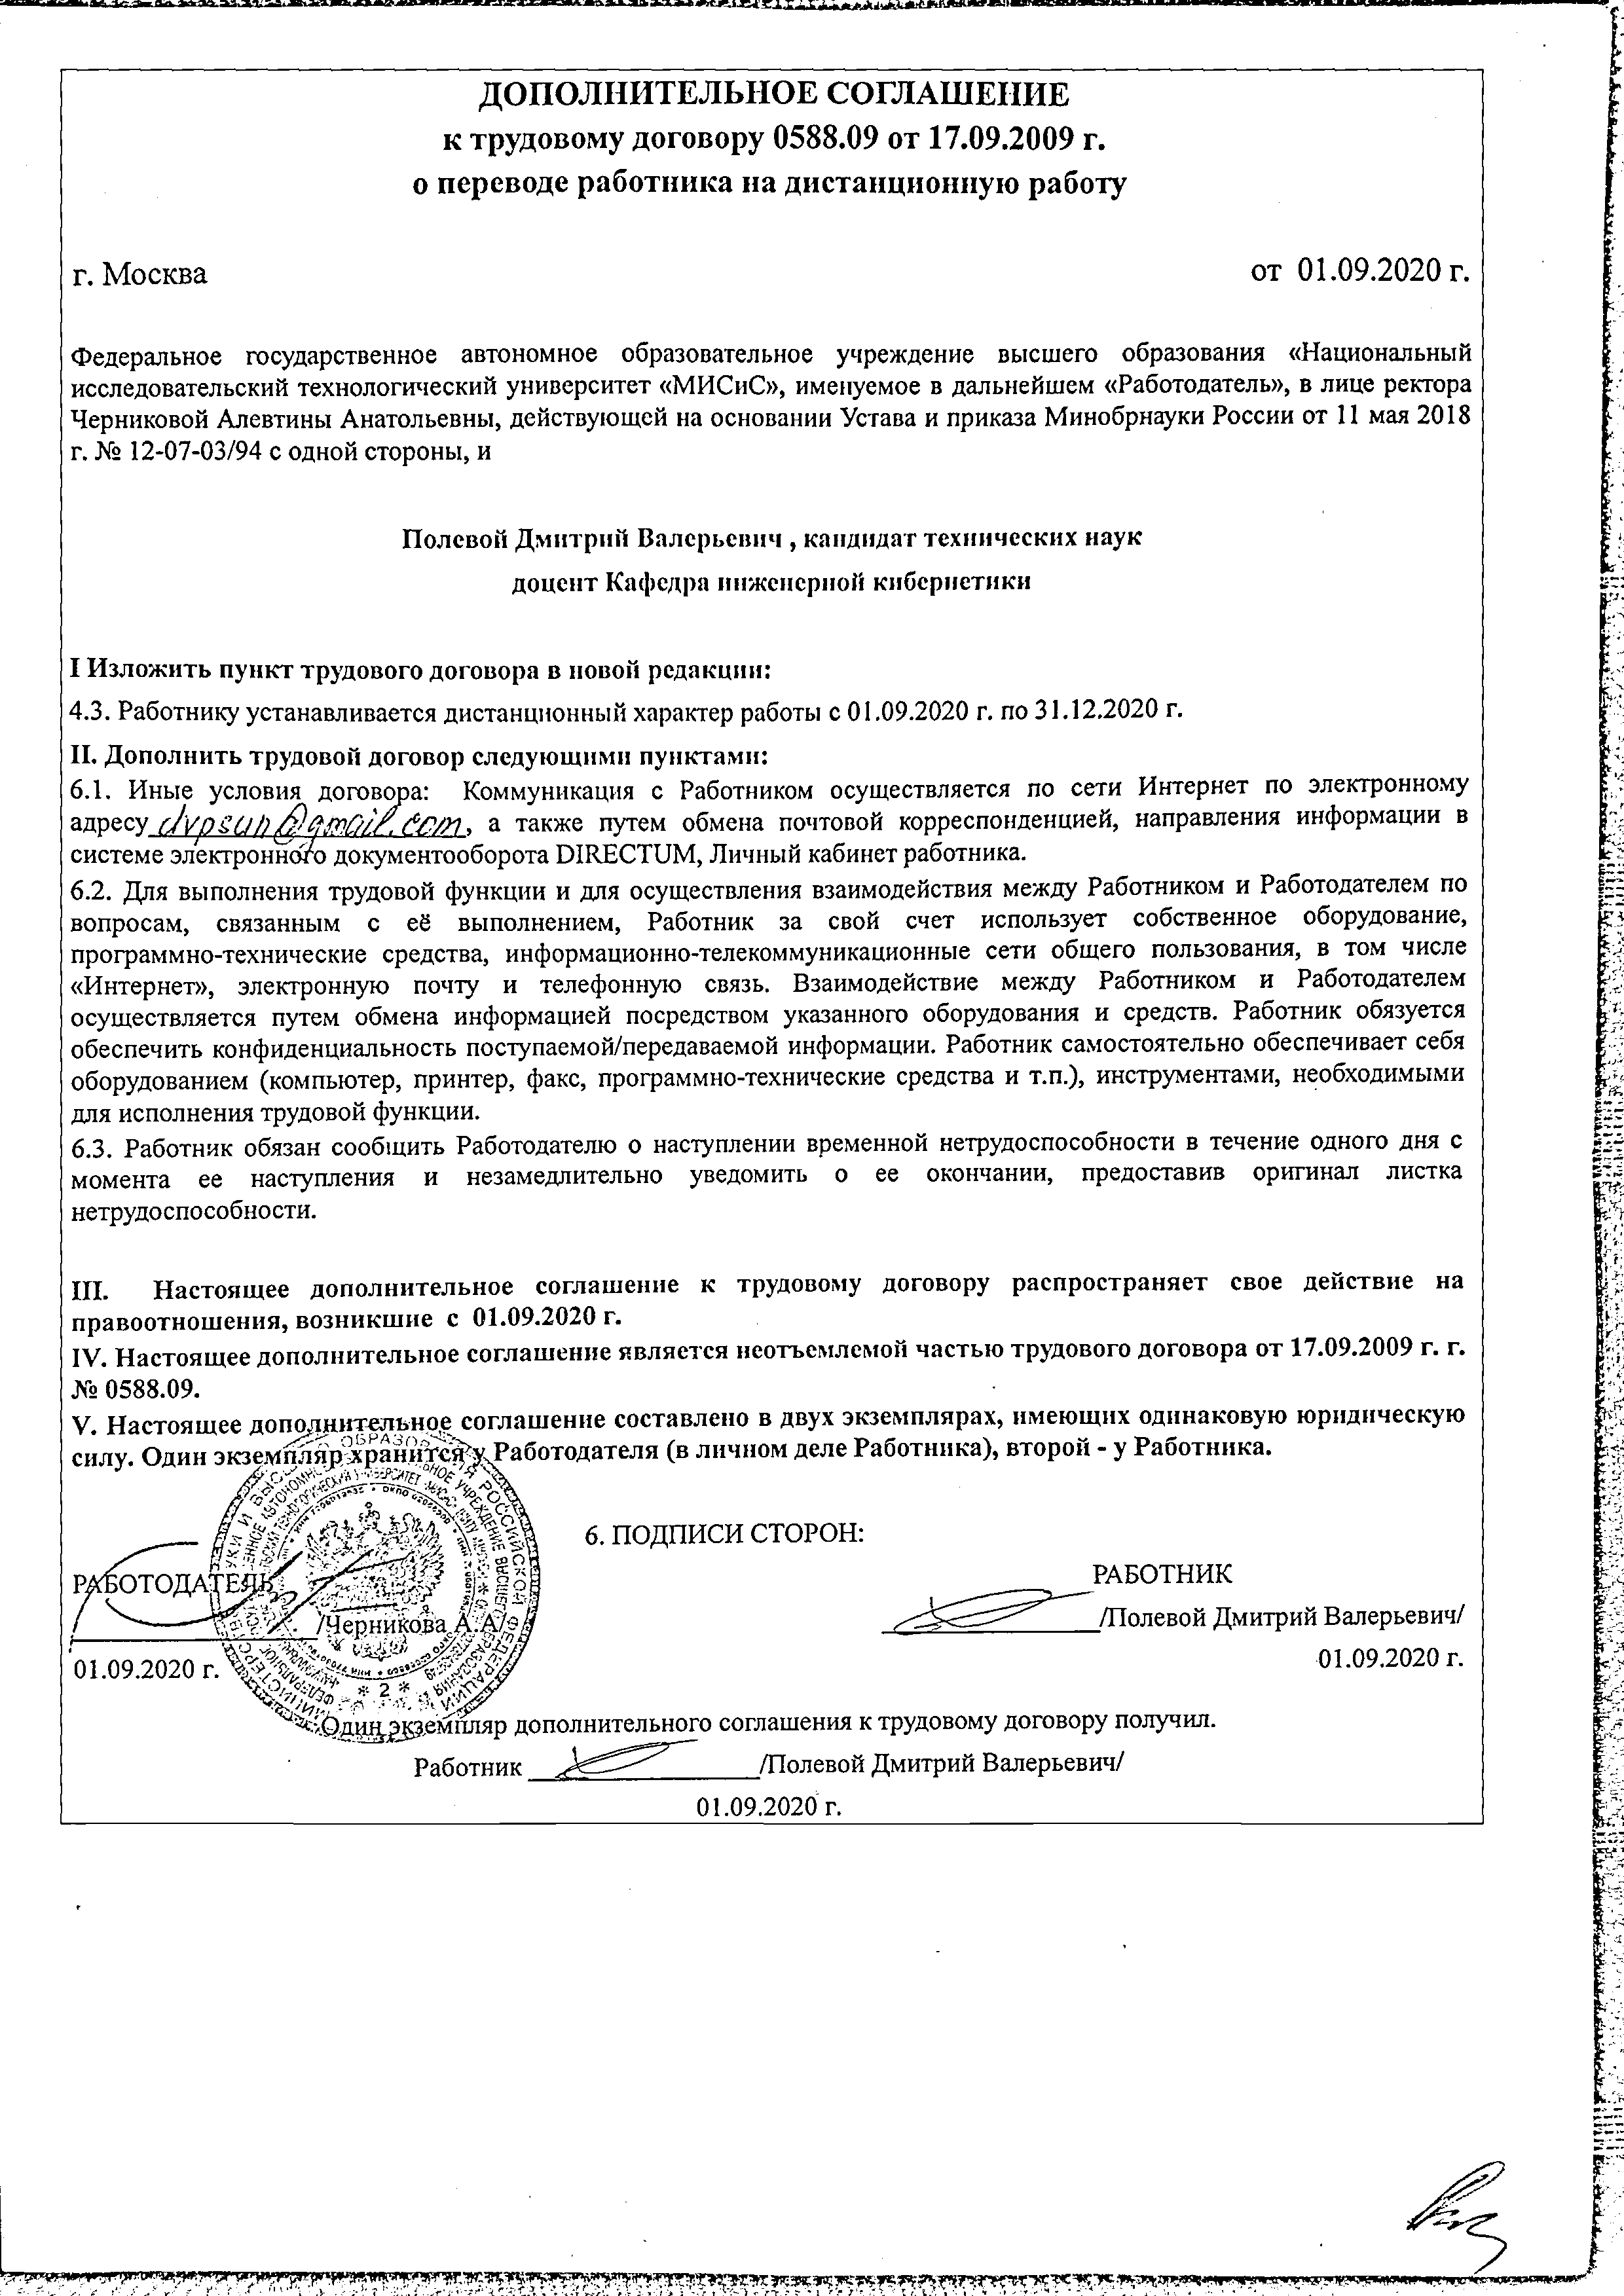 ДОПОЛНИТЕЛЬНОЕ СОГЛАШЕНИЕ
к трудовому договору 0588.09 от 17.09.2009 г.
о переводе работника на дистанционную работу
г. Москва
от 01.09.2020 г.
Федеральное государственное автономное образовательное учреждение высшего образования «Национальный
исследовательский технологический университет «МИСиС», именуемое в дальнейшем «Работодатель», в лице ректора
Черниковой Алевтины Анатольевны, действующей на основании Устава и приказа Минобрнауки России от 11 мая 2018
г. № 12-07-03/94 с одной стороны, и
Полевой Дмитрий Валерьевич , кандидат технических наук
доцент Кафедра инженерной кибернетики
I Изложить пункт трудового договора в новой редакции:
4.3. Работнику устанавливается дистанционный характер работы с 01.09.2020 г. по 31.12.2020 г.
II. Дополнить трудовой договор следующими пунктами:
6.1. Иные условия договора: Коммуникация с Работником осуществляется по сети Интернет по электронному
адресу dvpsun@gmail.com, а также путем обмена почтовой корреспонденцией, направления информации в
системе электронного документооборота DIRECTUM, Личный кабинет работника.
6.2. Для выполнения трудовой функции и для осуществления взаимодействия между Работником и Работодателем по
вопросам, связанным с её выполнением, Работник за свой счет использует собственное оборудование,
программно-технические средства, информационно-телекоммуникационные сети общего пользования, в том числе
«Интернет», электронную почту и телефонную связь. Взаимодействие между Работником и Работодателем
осуществляется путем обмена информацией посредством указанного оборудования и средств. Работник обязуется
обеспечить конфиденциальность поступаемой/передаваемой информации. Работник самостоятельно обеспечивает себя
оборудованием (компьютер, принтер, факс, программно-технические средства и т.п.), инструментами, необходимыми
для исполнения трудовой функции.
6.3. Работник обязан сообщить Работодателю о наступлении временной нетрудоспособности в течение одного дня с
момента ее наступления и незамедлительно уведомить о ее окончании, предоставив оригинал листка
нетрудоспособности.
III. Настоящее дополнительное соглашение к трудовому договору распространяет свое действие на
правоотношения, возникшие с 01.09.2020 г.
IV. Настоящее дополнительное соглашение является неотъемлемой частью трудового договора от 17.09.2009 г. г.
№ 0588.09.
V. Настоящее дополнительное соглашение составлено в двух экземплярах, имеющих одинаковую юридическую
силу. Один экземпляр хранится у Работодателя (в личном деле Работника), второй - у Работника.
6. ПОДПИСИ СТОРОН:
РАБОТОДАТЕЛЬ
РАБОТНИК
/Черникова А.А/
/Полевой Дмитрий Валерьевич/
01.09.2020 г.
01.09.2020 г.
* 2 *
Один экземпляр дополнительного соглашения к трудовому договору получил.
Работник /Полевой Дмитрий Валерьевич/
01.09.2020 г.